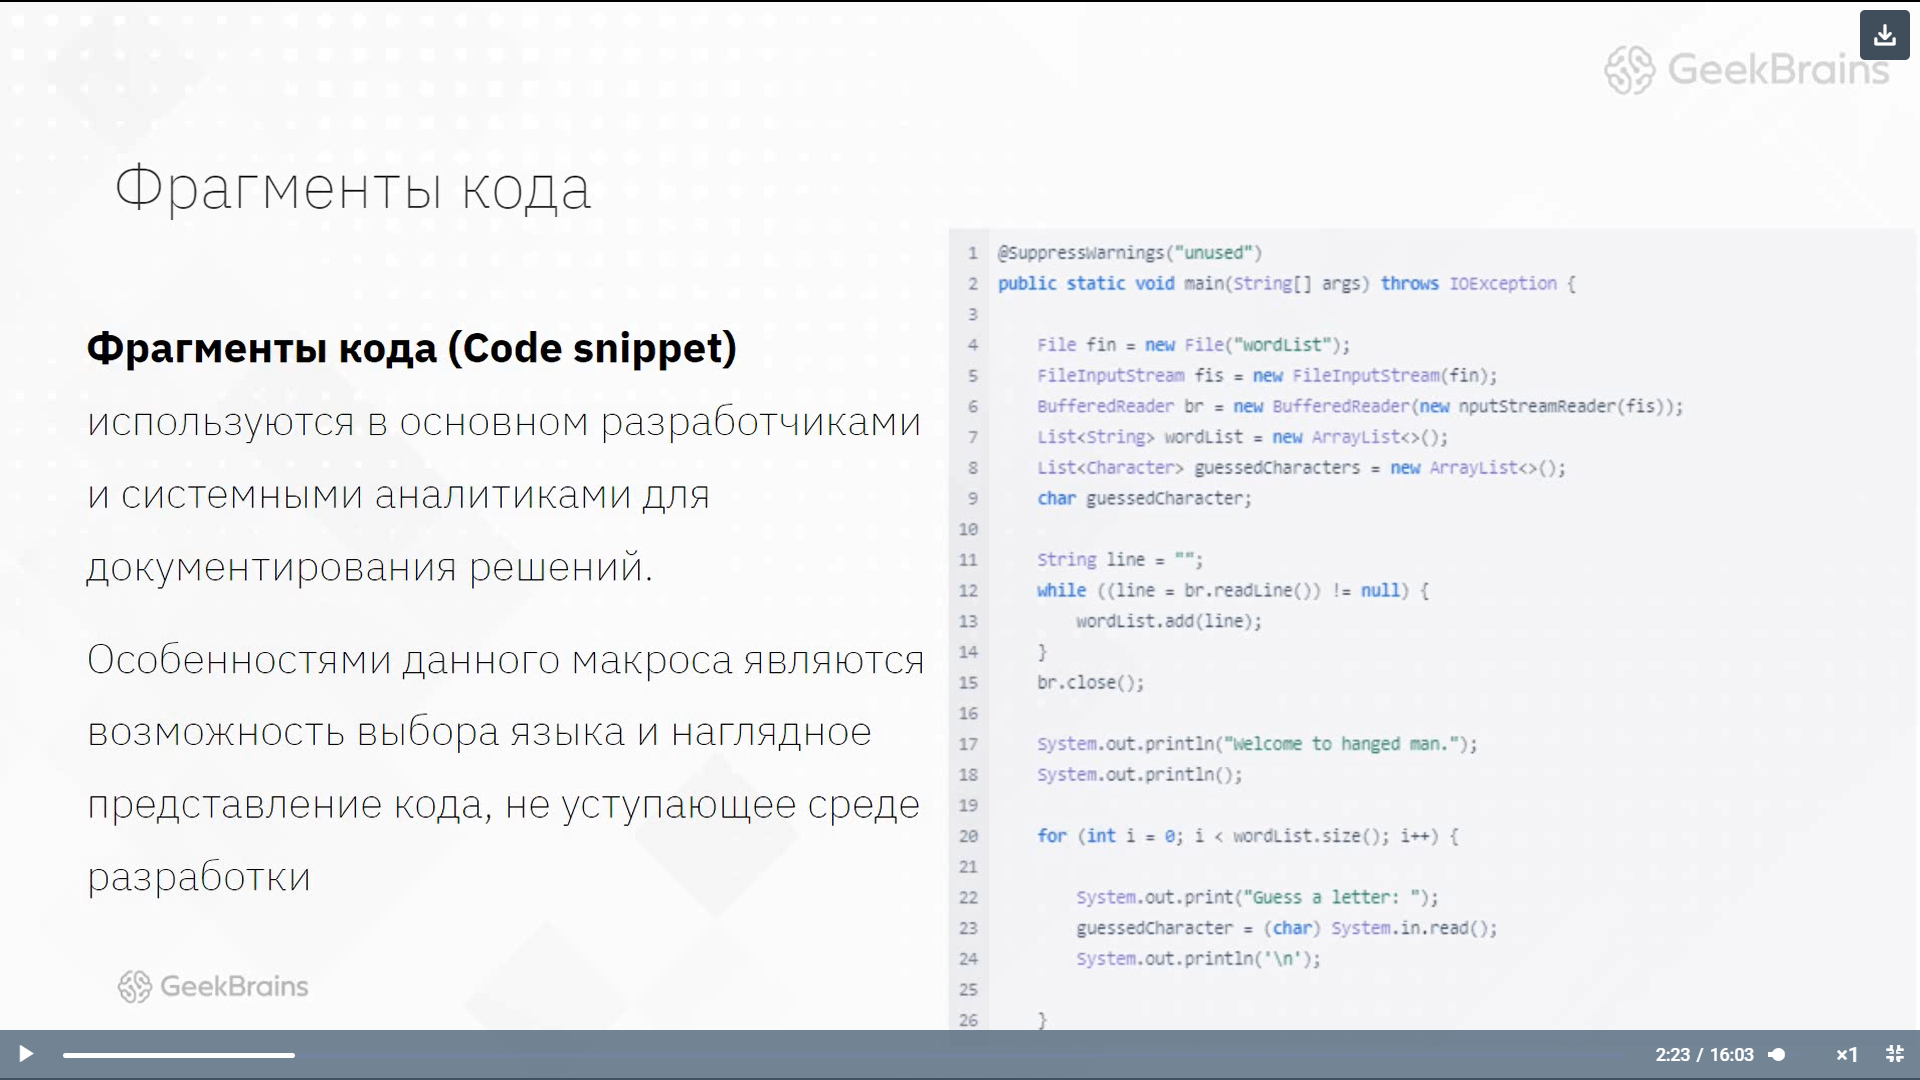 GeekBrains
Фрагменты кода
Фрагменты кода (Code snippet)
используются в основном разработчиками
и системными аналитиками для
документирования решений.
Особенностями данного макроса являются
возможность выбора языка и наглядное
представление кода, не уступающее среде
разработки
1 @SuppressWarnings("unused")
2 public static void main(String[] args) throws IOException {
3
4 File fin = new File("wordList");
5 FileInputStream fis = new FileInputStream(fin);
6 BufferedReader br = new BufferedReader(new nputStreamReader(fis));
7 List<String> wordList = new ArrayList<>();
8 List<Character> guessedCharacters = new ArrayList<>();
9 char guessedCharacter;
10
11 String line = "";
12 while ((line = br.readLine()) != null) {
13 wordList.add(line);
14 }
15 br.close();
16
17 System.out.println("Welcome to hanged man.");
18 System.out.println();
19
20 for (int i = 0; i < wordList.size(); i++) {
21
22 System.out.print("Guess a letter: ");
23 guessedCharacter = (char) System.in.read();
24 System.out.println('\n');
25
26 }
GeekBrains
2:23 / 16:03
×1